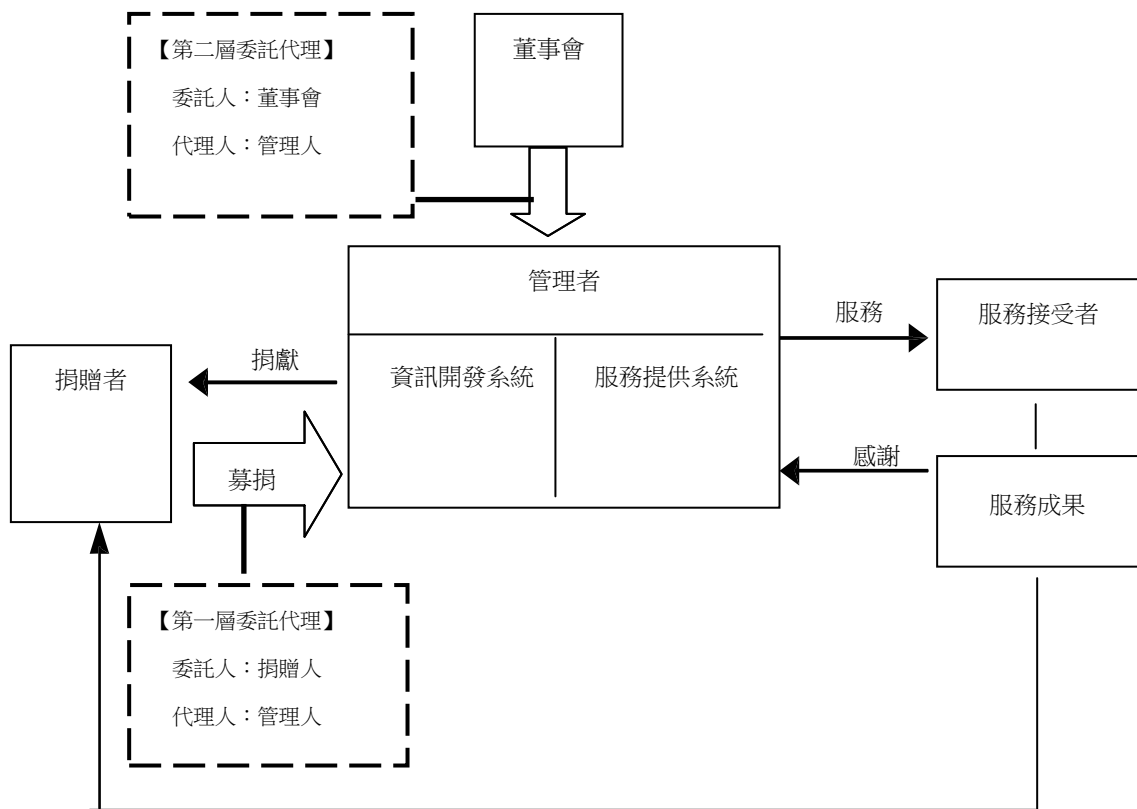 【第二層委託代理】
委託人：董事會
代理人：管理人
董事會
管理者
資訊開發系統
服務提供系統
服務
服務接受者
捐獻
捐贈者
募捐
感謝
服務成果
【第一層委託代理】
委託人：捐贈人
代理人：管理人